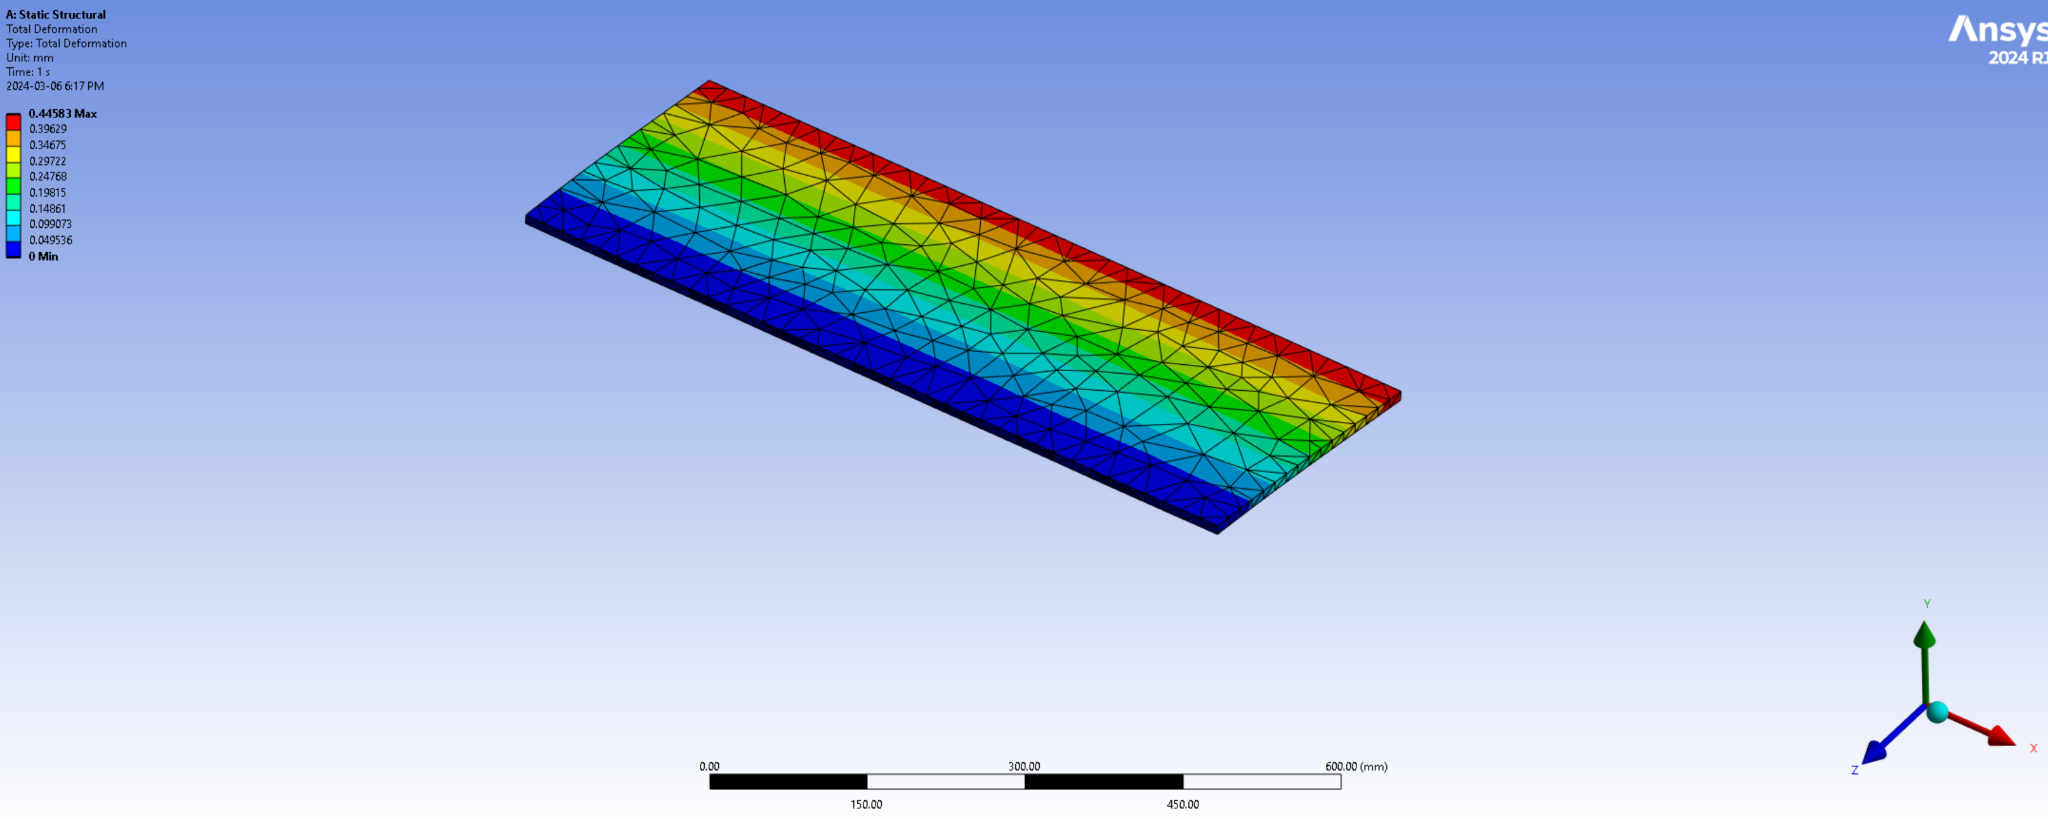 A: Static Structural
Total Deformation
Type: Total Deformation
Unit: mm
Time: 1 s
2024-03-06 6:17 PM
0.44583 Max
0.39629
0.34675
0.29722
0.24768
0.19815
0.14861
0.099073
0.049536
0 Min
Ansys
2024 R1
Y
X
Z
0.00 300.00 600.00 (mm)
150.00 450.00